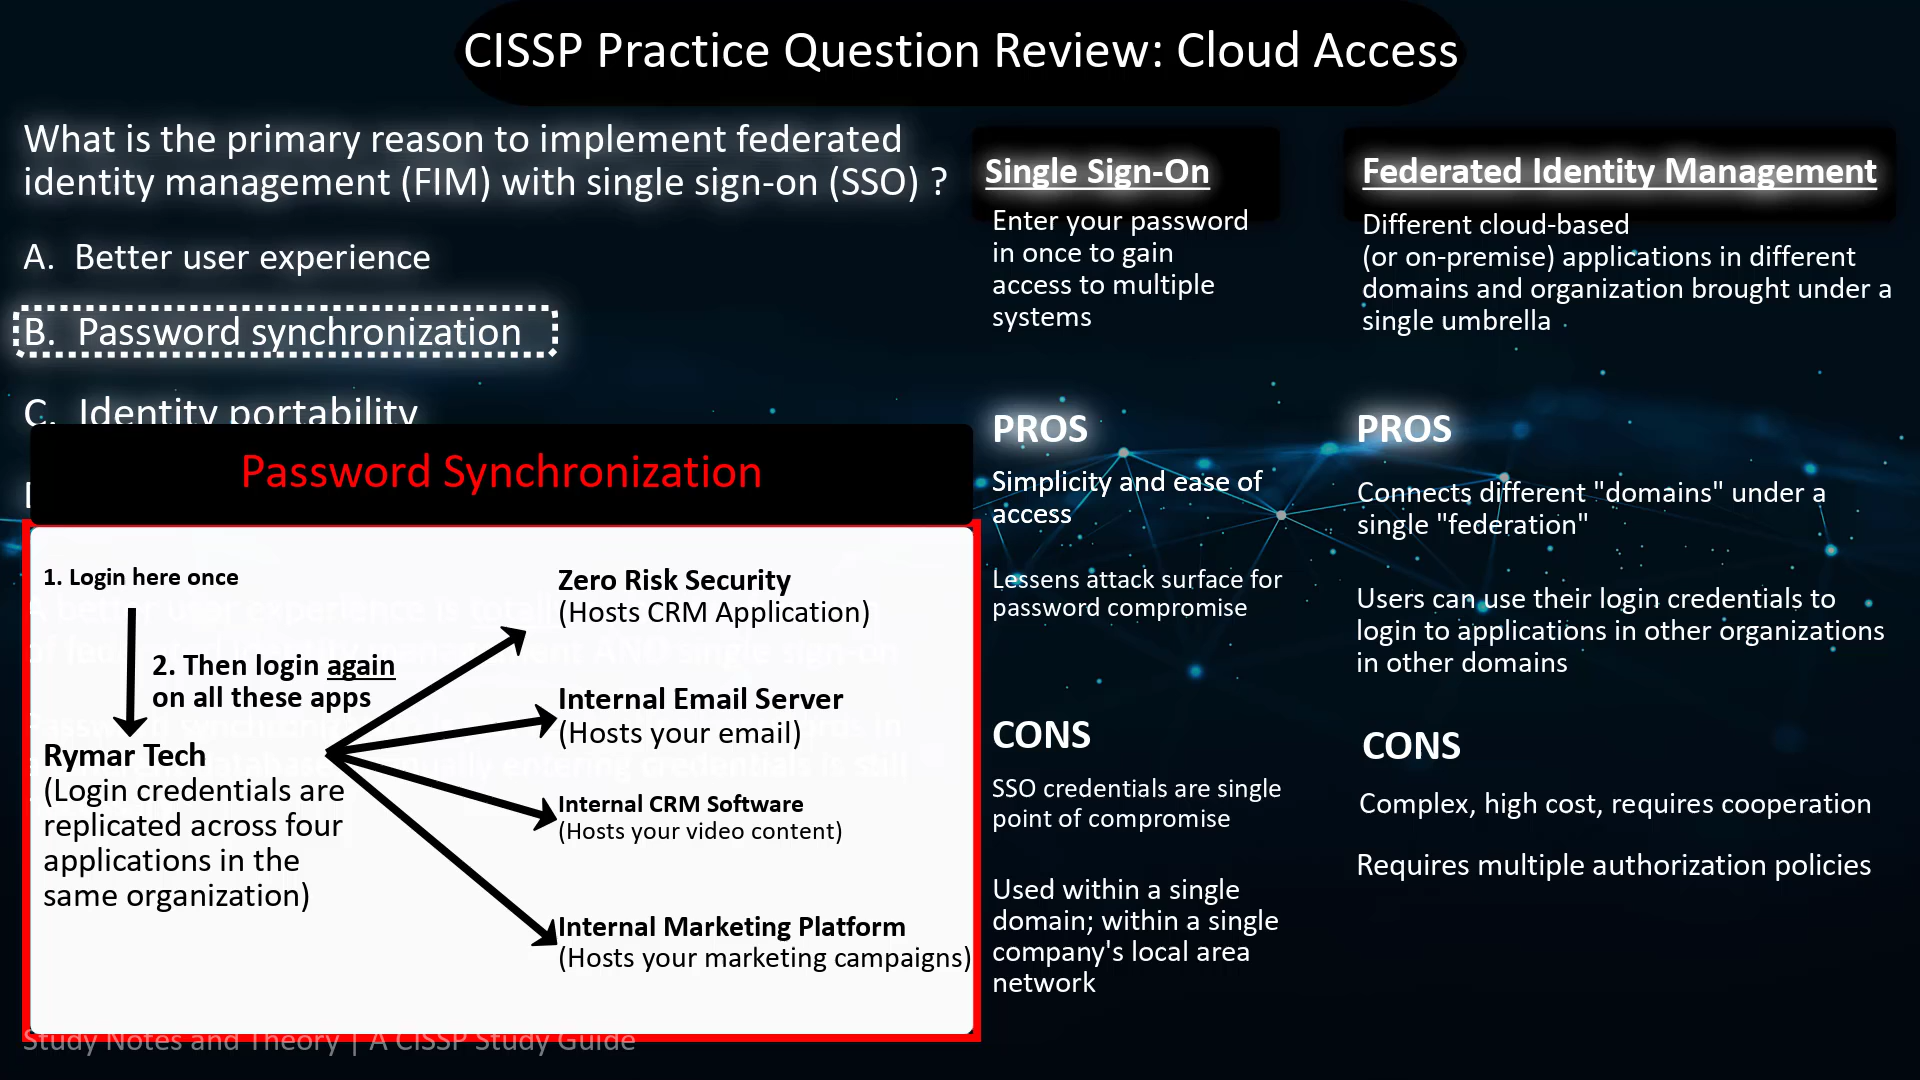 CISSP Practice Question Review: Cloud Access
What is the primary reason to implement federated
identity management (FIM) with single sign-on (SSO) ?
A. Better user experience
B. Password synchronization
C. Identity portability
Password Synchronization
1. Login here once
2. Then login again
on all these apps
Rymar Tech
(Login credentials are
replicated across four
applications in the
same organization)
Zero Risk Security
(Hosts CRM Application)
Internal Email Server
(Hosts your email)
Internal CRM Software
(Hosts your video content)
Internal Marketing Platform
(Hosts your marketing campaigns)
Study Notes and Theory | A CISSP Study Guide
Single Sign-On
Enter your password
in once to gain
access to multiple
systems
PROS
Simplicity and ease of
access
Lessens attack surface for
password compromise
CONS
SSO credentials are single
point of compromise
Used within a single
domain; within a single
company's local area
network
Federated Identity Management
Different cloud-based
(or on-premise) applications in different
domains and organization brought under a
single umbrella
PROS
Connects different "domains" under a
single "federation"
Users can use their login credentials to
login to applications in other organizations
in other domains
CONS
Complex, high cost, requires cooperation
Requires multiple authorization policies